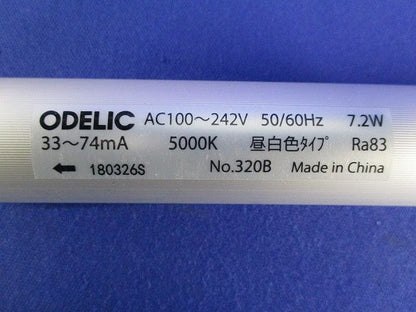 ODELIC AC100～242V 50/60Hz 7.2W
33～74mA 5000K 昼白色ﾀｲﾌﾟ Ra83
← 180326S No.320B Made in China